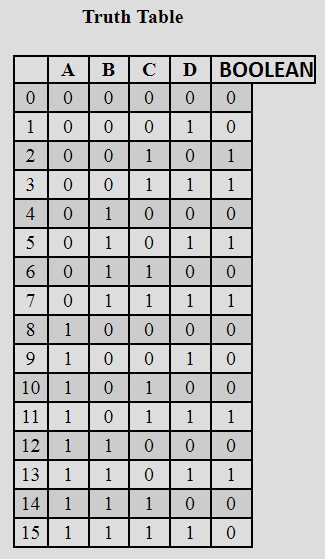 Truth Table
A B C D BOOLEAN
0 0 0 0 0 0
1 0 0 0 1 0
2 0 0 1 0 1
3 0 0 1 1 1
4 0 1 0 0 0
5 0 1 0 1 1
6 0 1 1 0 0
7 0 1 1 1 1
8 1 0 0 0 0
9 1 0 0 1 0
10 1 0 1 0 0
11 1 0 1 1 1
12 1 1 0 0 0
13 1 1 0 1 1
14 1 1 1 0 0
15 1 1 1 1 0